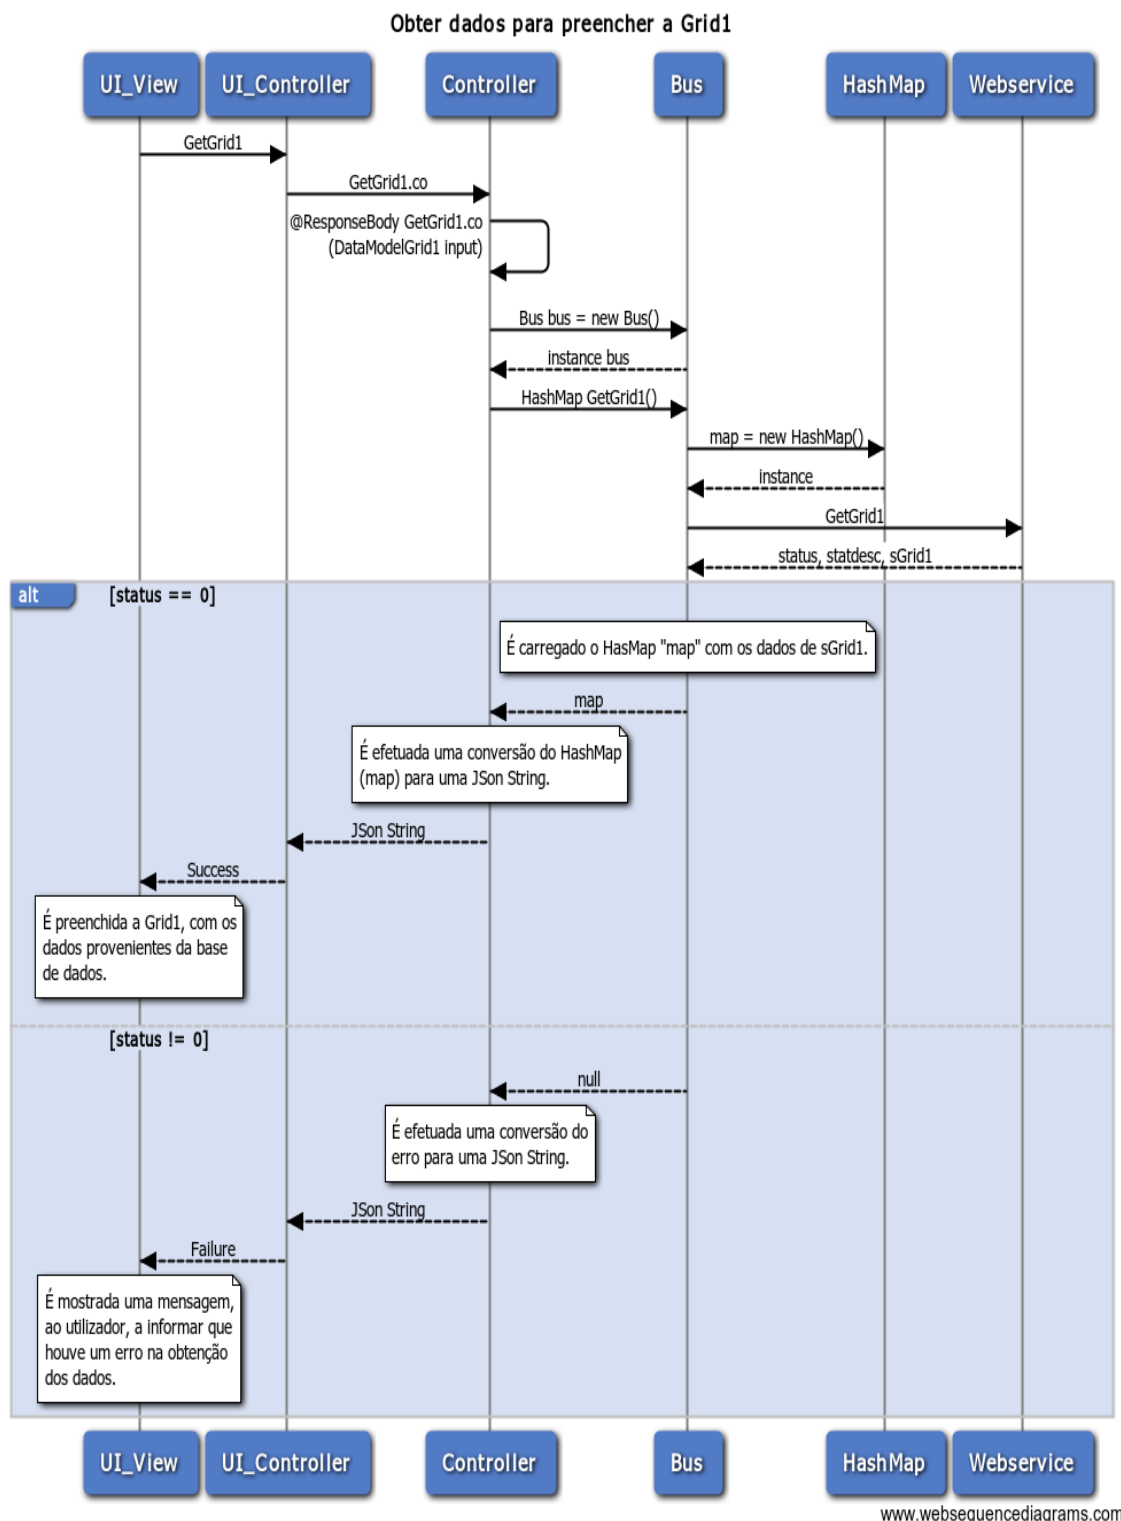 Obter dados para preencher a Grid1
UI_View
UI_Controller
Controller
Bus
HashMap
Webservice
GetGrid1
GetGrid1.co
@ResponseBody GetGrid1.co
(DataModelGrid1 input)
Bus bus = new Bus()
instance bus
HashMap GetGrid1()
map = new HashMap()
instance
GetGrid1
status, statdesc, sGrid1
alt
[status == 0]
É carregado o HasMap "map" com os dados de sGrid1.
map
É efetuada uma conversão do HashMap
(map) para uma JSon String.
JSon String
Success
É preenchida a Grid1, com os
dados provenientes da base
de dados.
[status != 0]
null
É efetuada uma conversão do
erro para uma JSon String.
JSon String
Failure
É mostrada uma mensagem,
ao utilizador, a informar que
houve um erro na obtenção
dos dados.
UI_View
UI_Controller
Controller
Bus
HashMap
Webservice
www.websequencediagrams.com